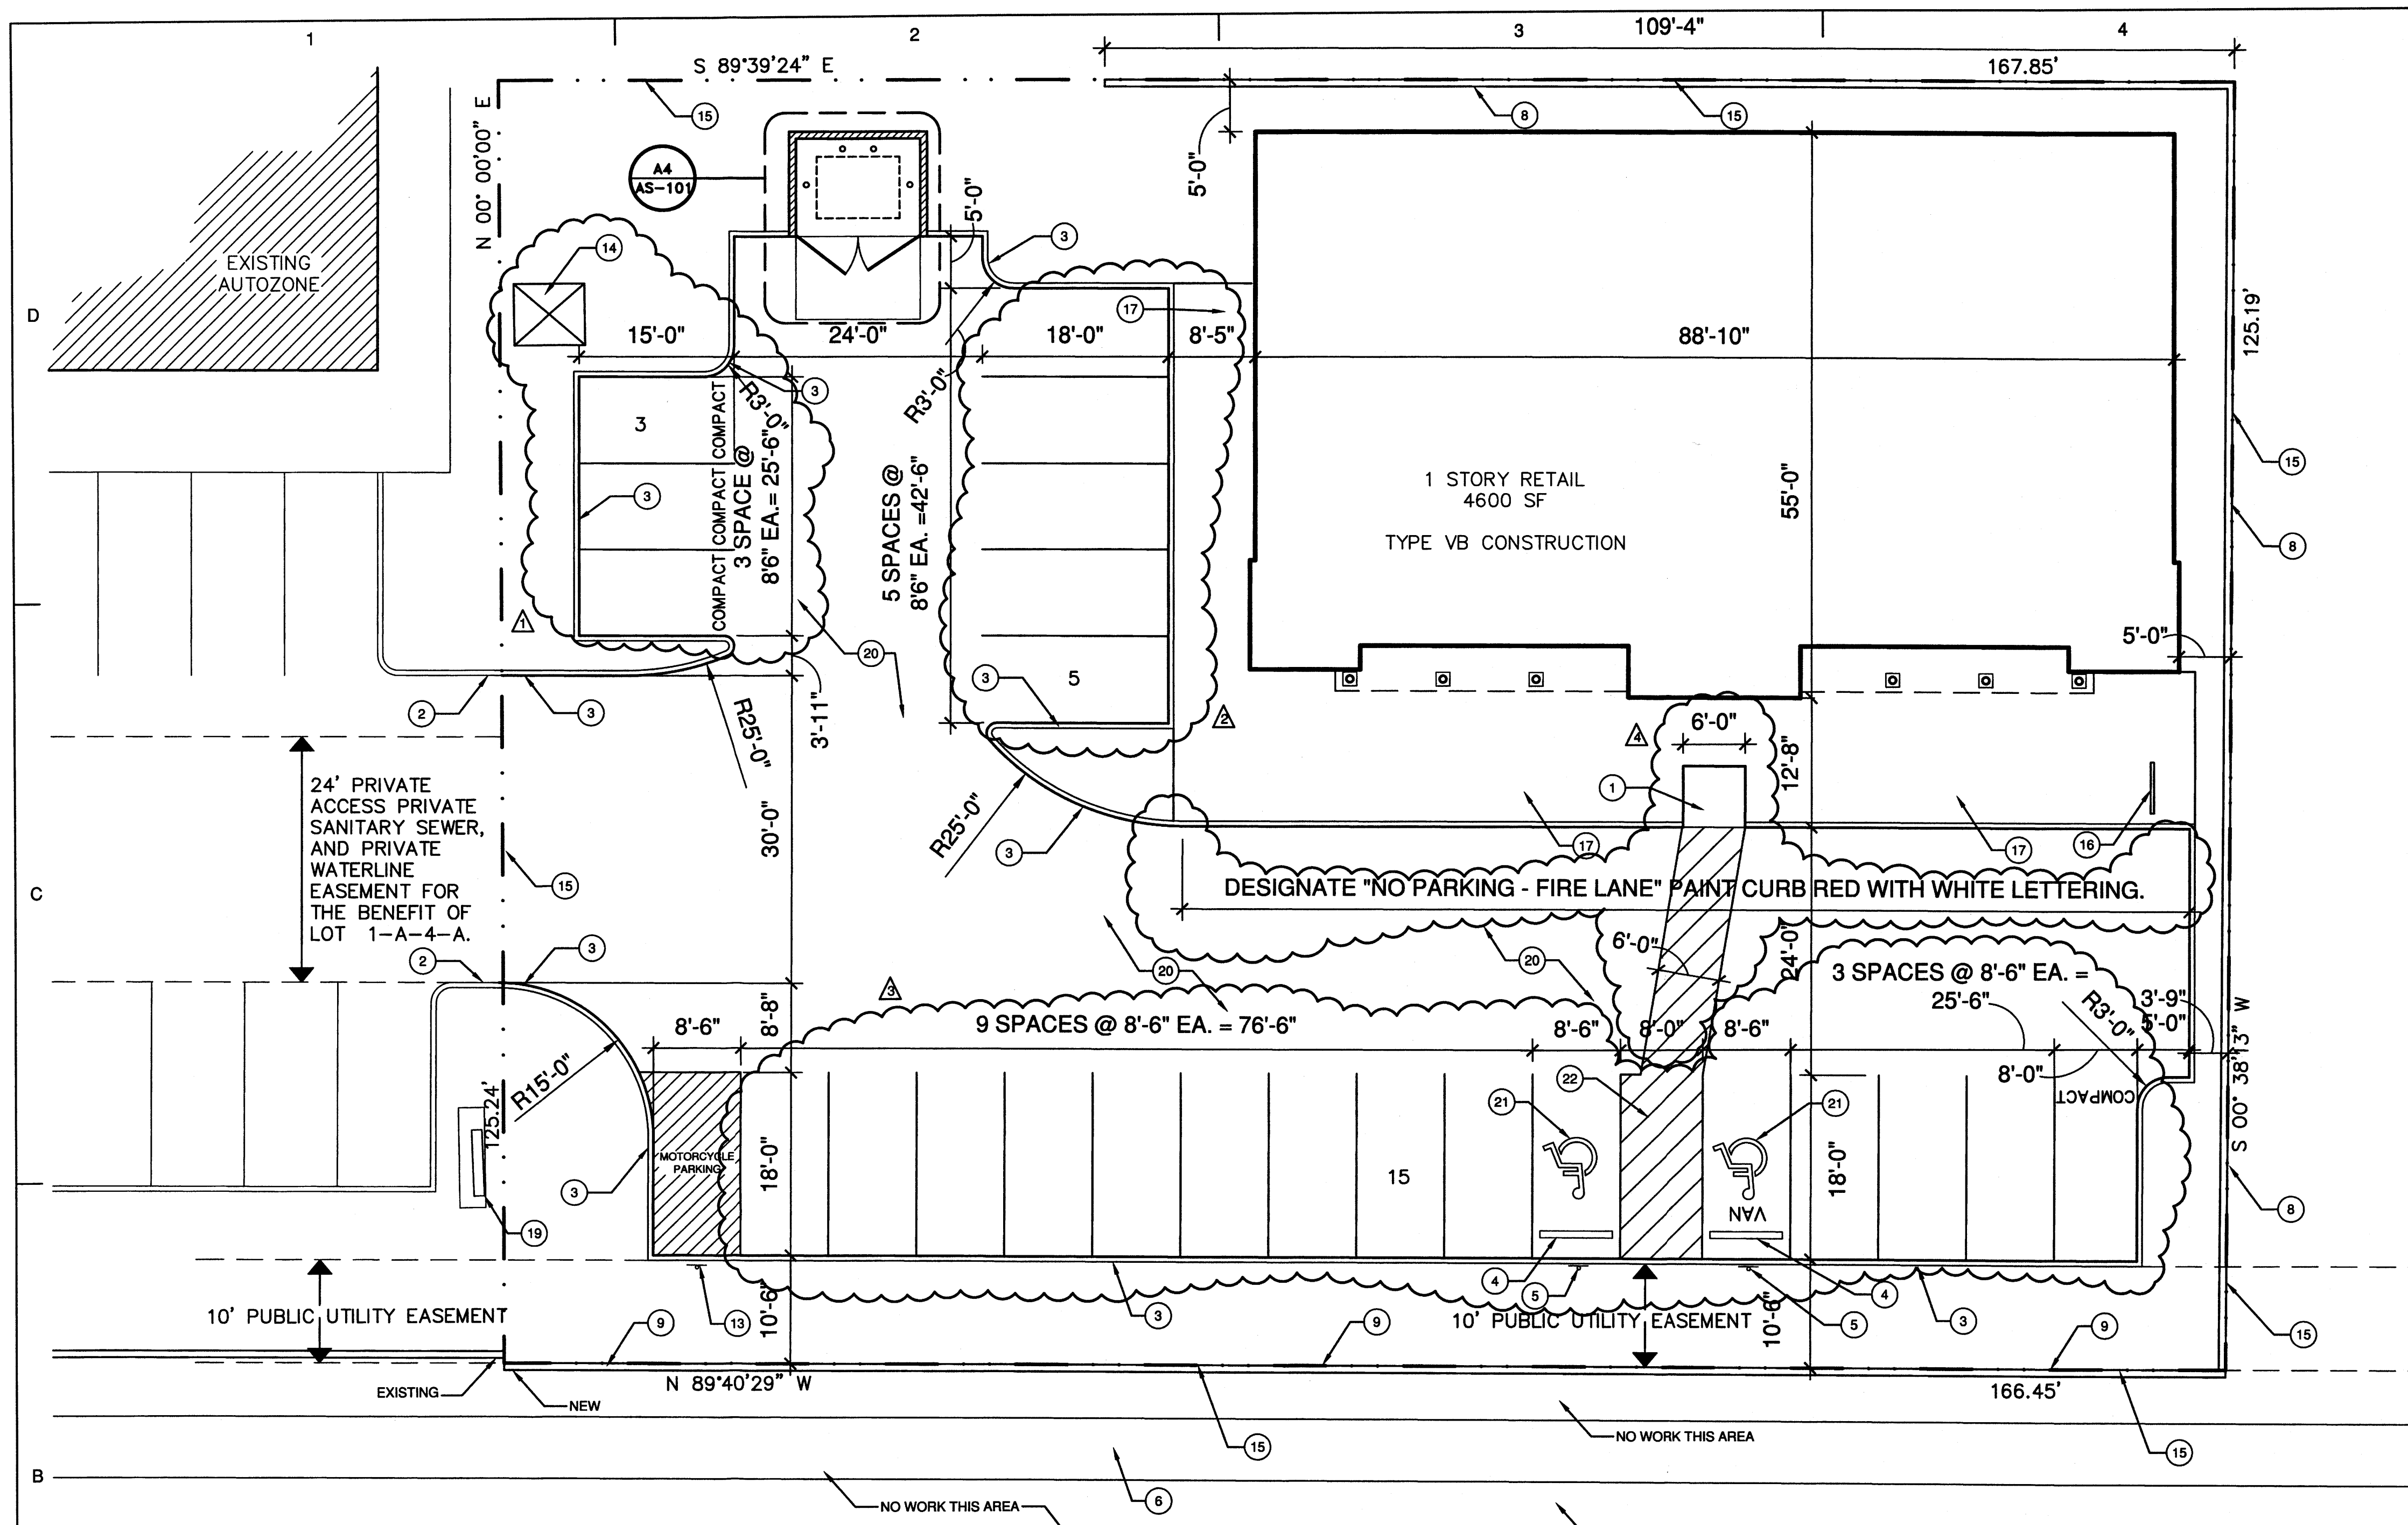 1
2
3
4
109'-4"
S 89°39'24" E
167.85'
15
8
15
N 00° 00'00" E
A4
AS-101
5'-0"
5'-0"
3
14
EXISTING
AUTOZONE
D
17
125.19'
15'-0"
24'-0"
18'-0"
8'-5"
88'-10"
3
R3'-0"
R3'-0"
3
COMPACT COMPACT COMPACT
3 SPACE @
8'6" EA.= 25'-6"
5 SPACES @
8'6" EA. =42'-6"
3
1 STORY RETAIL
4600 SF
TYPE VB CONSTRUCTION
55'-0"
15
8
1
20
5'-0"
3
5
2
3
2
R25'-0"
3'-11"
4
6'-0"
12'-8"
24' PRIVATE
ACCESS PRIVATE
SANITARY SEWER,
AND PRIVATE
WATERLINE
EASEMENT FOR
THE BENEFIT OF
LOT 1-A-4-A.
1
R25'-0"
30'-0"
3
17
17
16
15
C
DESIGNATE "NO PARKING - FIRE LANE" PAINT CURB RED WITH WHITE LETTERING.
2
3
20
20
6'-0"
24'-0"
3 SPACES @ 8'-6" EA. =
25'-6"
3
R3'-0"
3'-9"
5'-0"
S 00° 38'13" W
8'-6"
8'-8"
9 SPACES @ 8'-6" EA. = 76'-6"
8'-6"
8'-0"
8'-6"
8'-0"
R15'-0"
125.24'
22
21
21
COMPACT
MOTORCYCLE
PARKING
18'-0"
15
VAN
18'-0"
3
19
8
10' PUBLIC UTILITY EASEMENT
9
13
10'-6"
3
9
4
5
10' PUBLIC UTILITY EASEMENT
10'-6"
4
5
3
9
15
EXISTING
NEW
N 89°40'29" W
166.45'
15
NO WORK THIS AREA
15
B
NO WORK THIS AREA
6